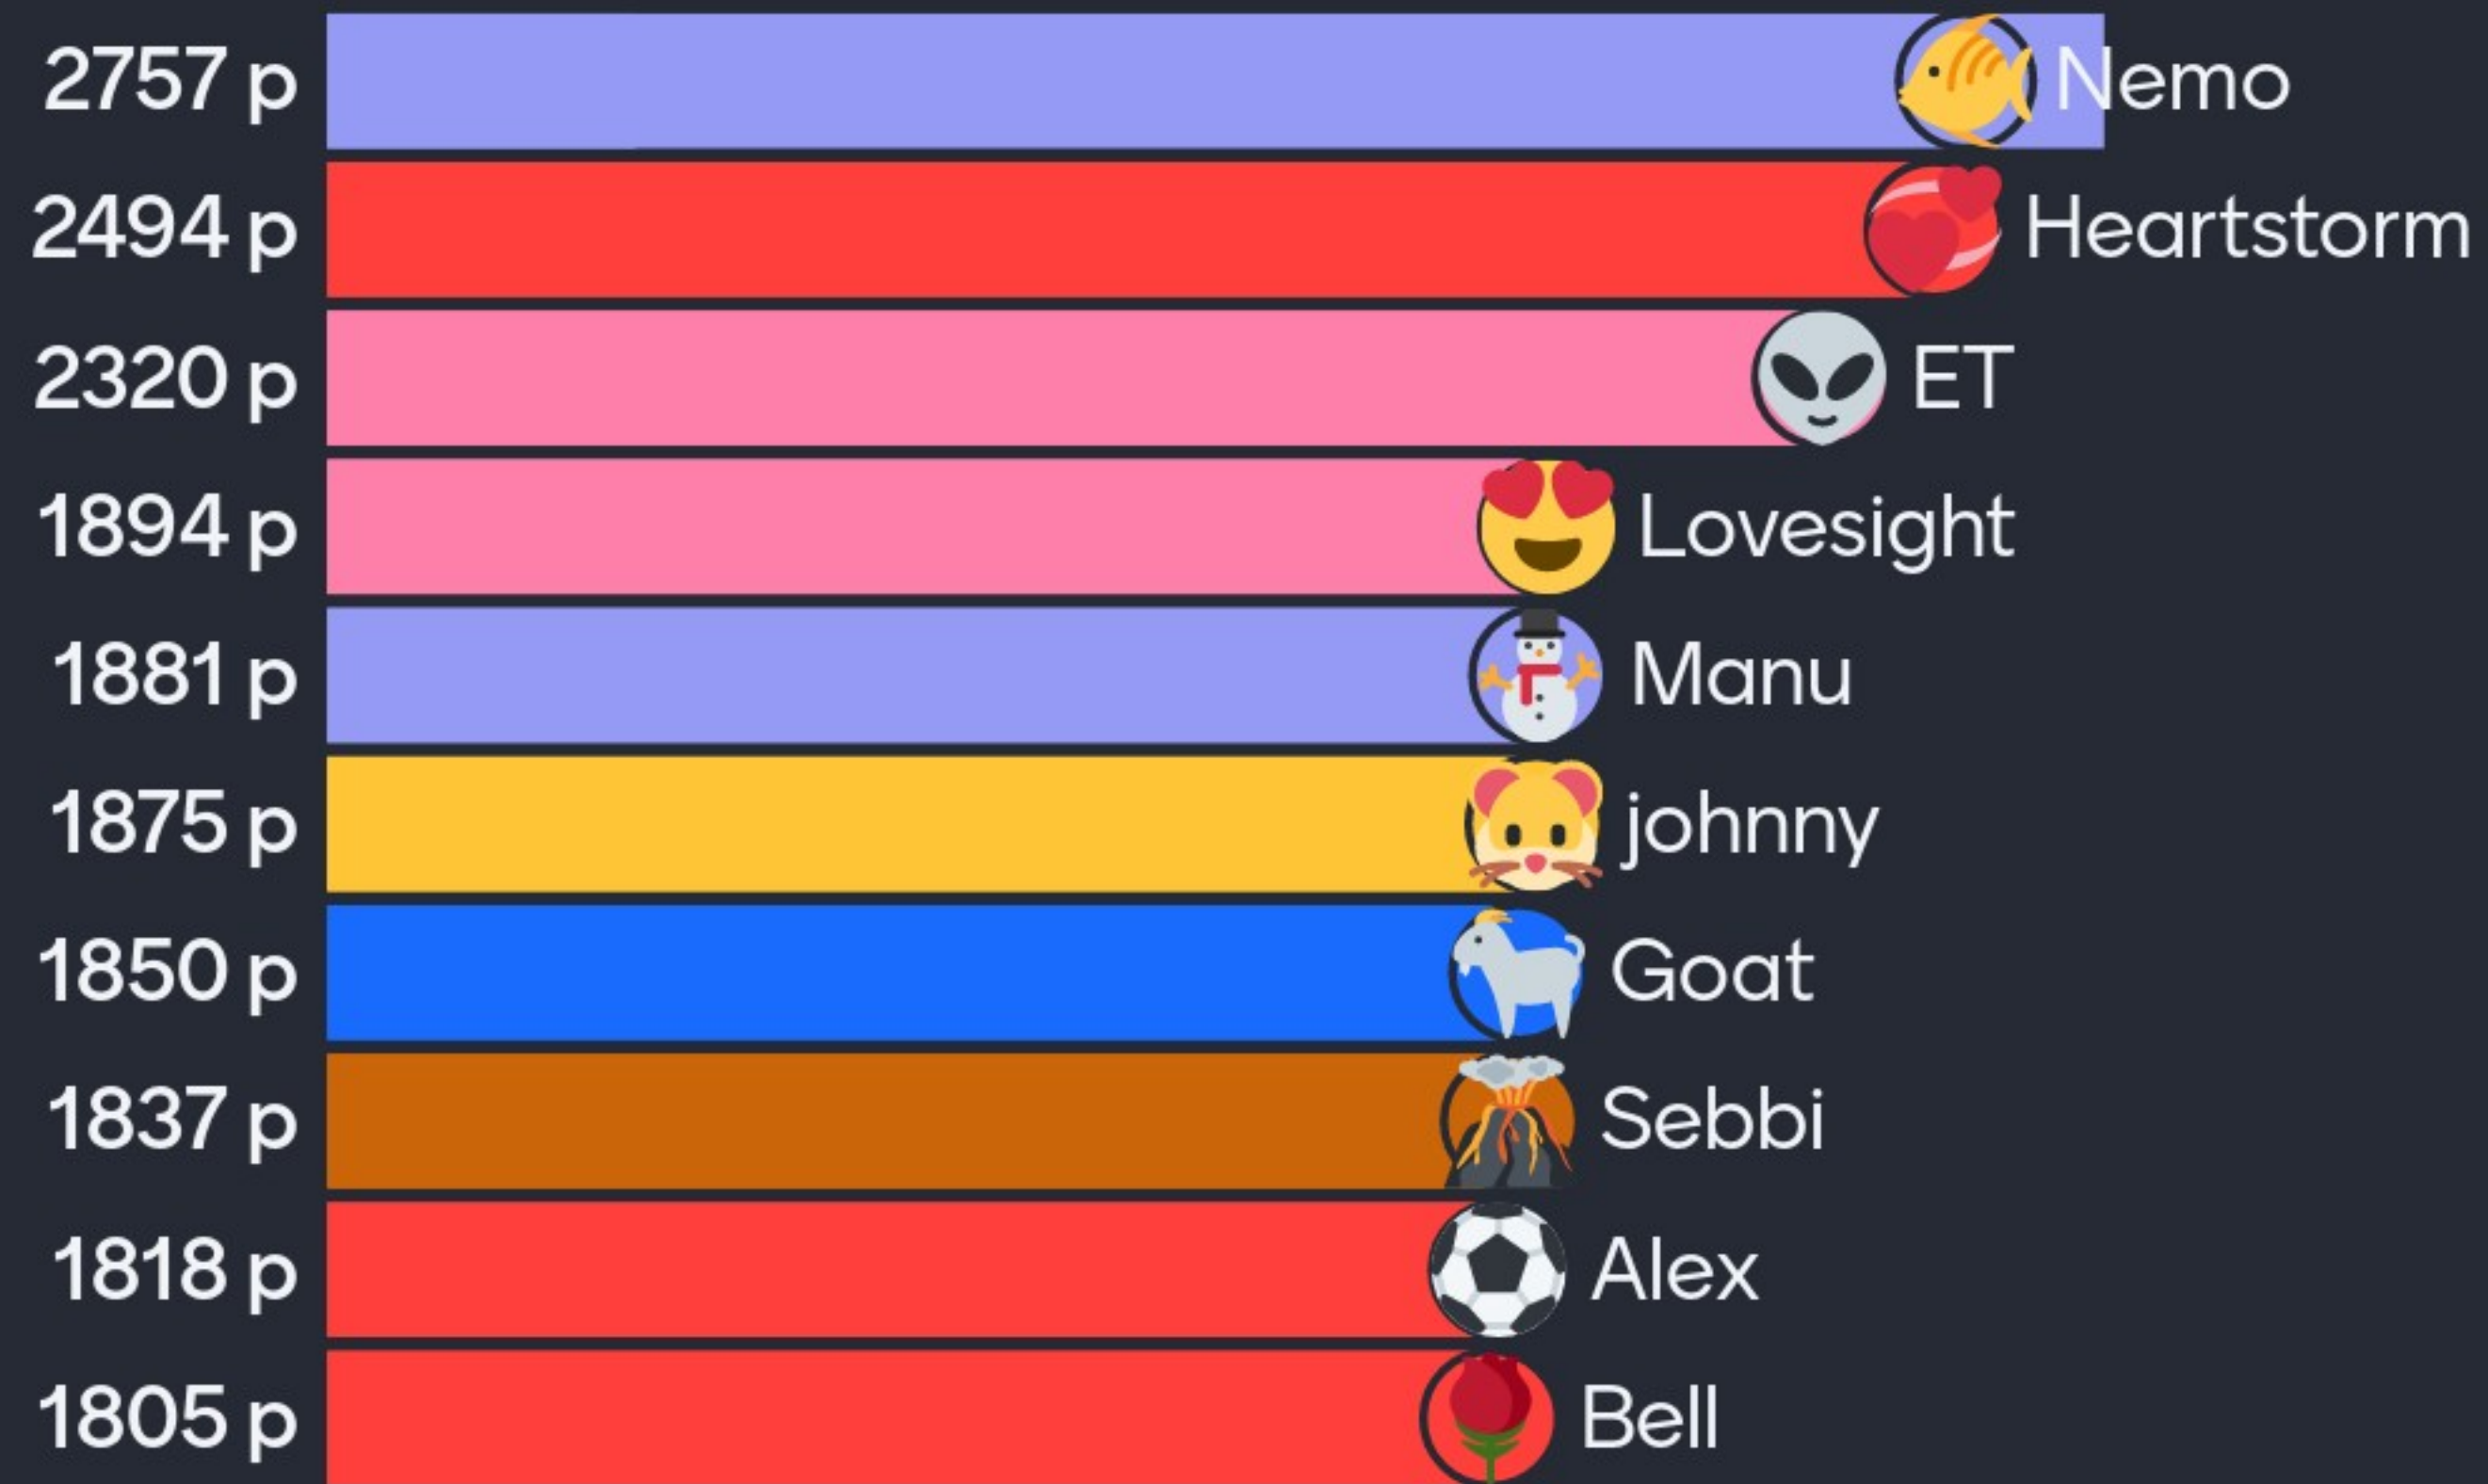 2757 p Nemo
2494 p Heartstorm
2320 p ET
1894 p Lovesight
1881 p Manu
1875 p johnny
1850 p Goat
1837 p Sebbi
1818 p Alex
1805 p Bell